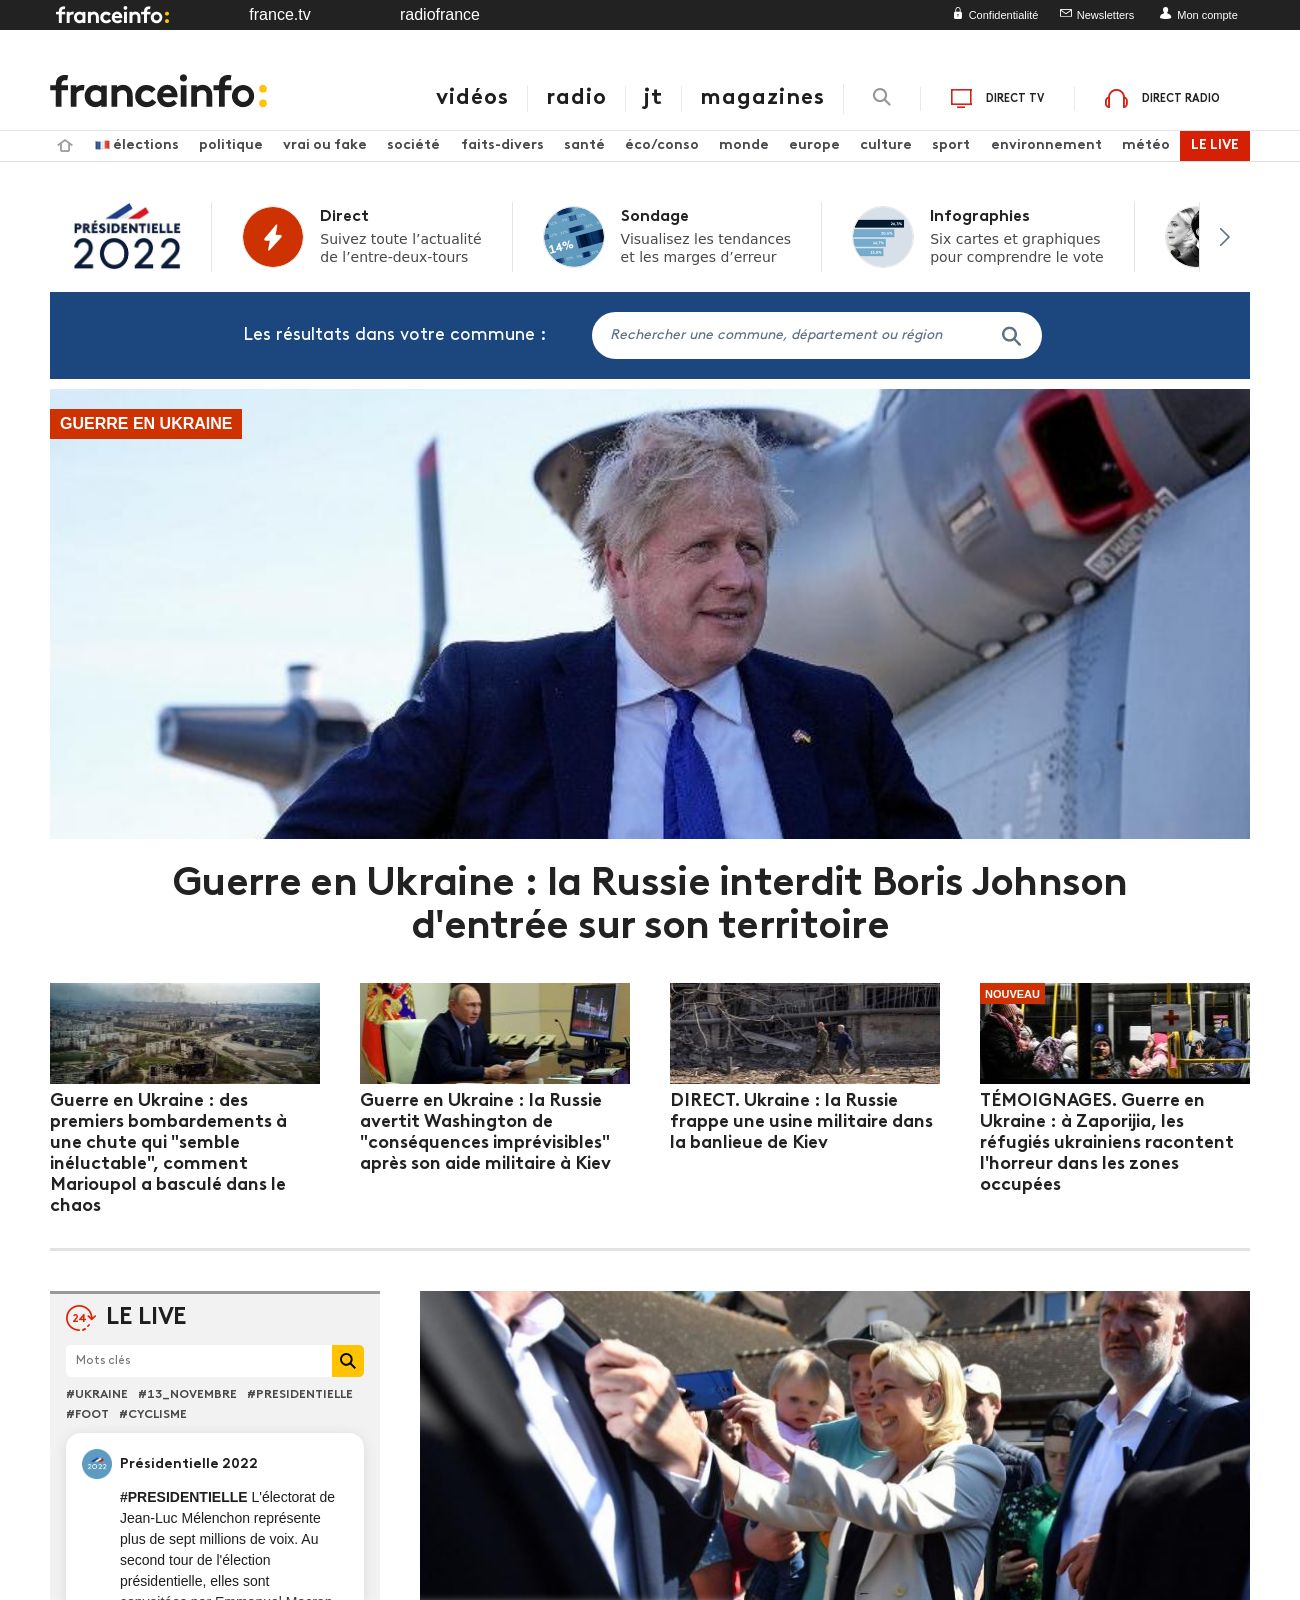 franceinfo: france.tv radiofrance Confidentialité Newsletters Mon compte
franceinfo: vidéos radio jt magazines DIRECT TV DIRECT RADIO
élections politique vrai ou fake société faits-divers santé éco/conso monde europe culture sport environnement météo LE LIVE
PRÉSIDENTIELLE
2022
Direct
Suivez toute l’actualité
de l’entre-deux-tours
14%
Sondage
Visualisez les tendances
et les marges d’erreur
Infographies
Six cartes et graphiques
pour comprendre le vote
Les résultats dans votre commune : Rechercher une commune, département ou région
GUERRE EN UKRAINE
NO HAND HOLD
Guerre en Ukraine : la Russie interdit Boris Johnson
d'entrée sur son territoire
Guerre en Ukraine : des
premiers bombardements à
une chute qui "semble
inéluctable", comment
Marioupol a basculé dans le
chaos
Guerre en Ukraine : la Russie
avertit Washington de
"conséquences imprévisibles"
après son aide militaire à Kiev
DIRECT. Ukraine : la Russie
frappe une usine militaire dans
la banlieue de Kiev
NOUVEAU
TÉMOIGNAGES. Guerre en
Ukraine : à Zaporijia, les
réfugiés ukrainiens racontent
l'horreur dans les zones
occupées
24 LE LIVE
Mots clés
#UKRAINE #13_NOVEMBRE #PRESIDENTIELLE
#FOOT #CYCLISME
2022 Présidentielle 2022
#PRESIDENTIELLE L'électorat de
Jean-Luc Mélenchon représente
plus de sept millions de voix. Au
second tour de l'élection
présidentielle, elles sont
convoitées par Emmanuel Macron